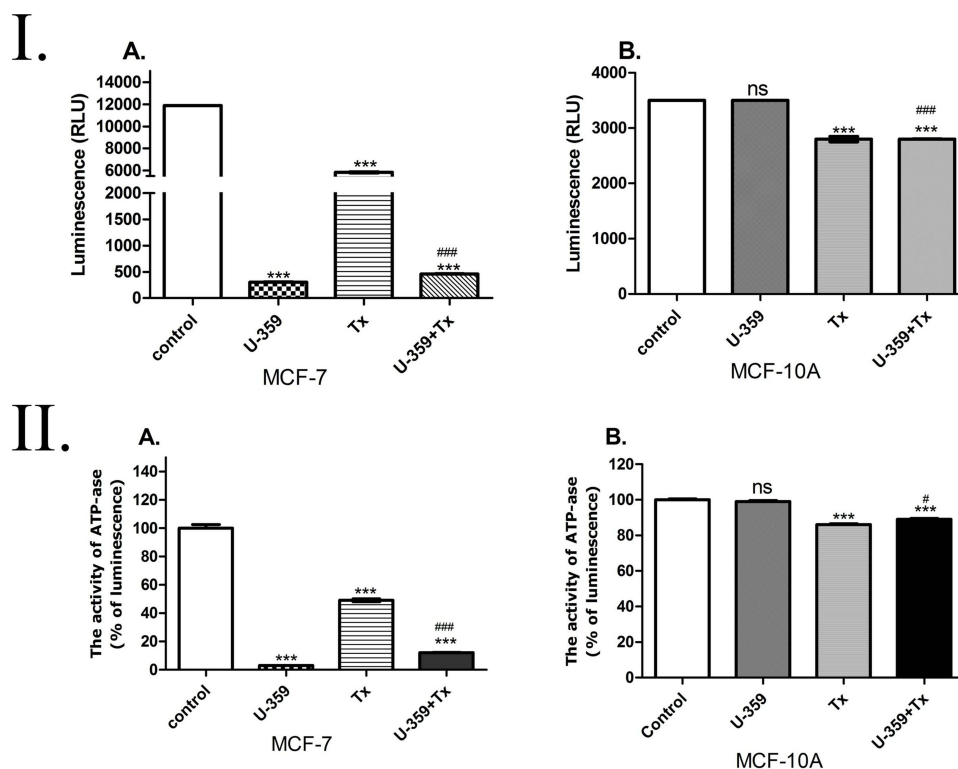 I.
A.
Luminescence (RLU)
14000
12000
10000
8000
6000
2000
1500
1000
500
0
***
***
###
***
control
U-359
Tx
U-359+Tx
MCF-7
B.
Luminescence (RLU)
4000
3000
2000
1000
0
ns
***
###
***
control
U-359
Tx
U-359+Tx
MCF-10A
II.
A.
The activity of ATP-ase
(% of luminescence)
140
120
100
80
60
40
20
0
***
***
###
***
control
U-359
Tx
U-359+Tx
MCF-7
B.
The activity of ATP-ase
(% of luminescence)
120
100
80
60
40
20
0
ns
***
#
***
Control
U-359
Tx
U-359+Tx
MCF-10A